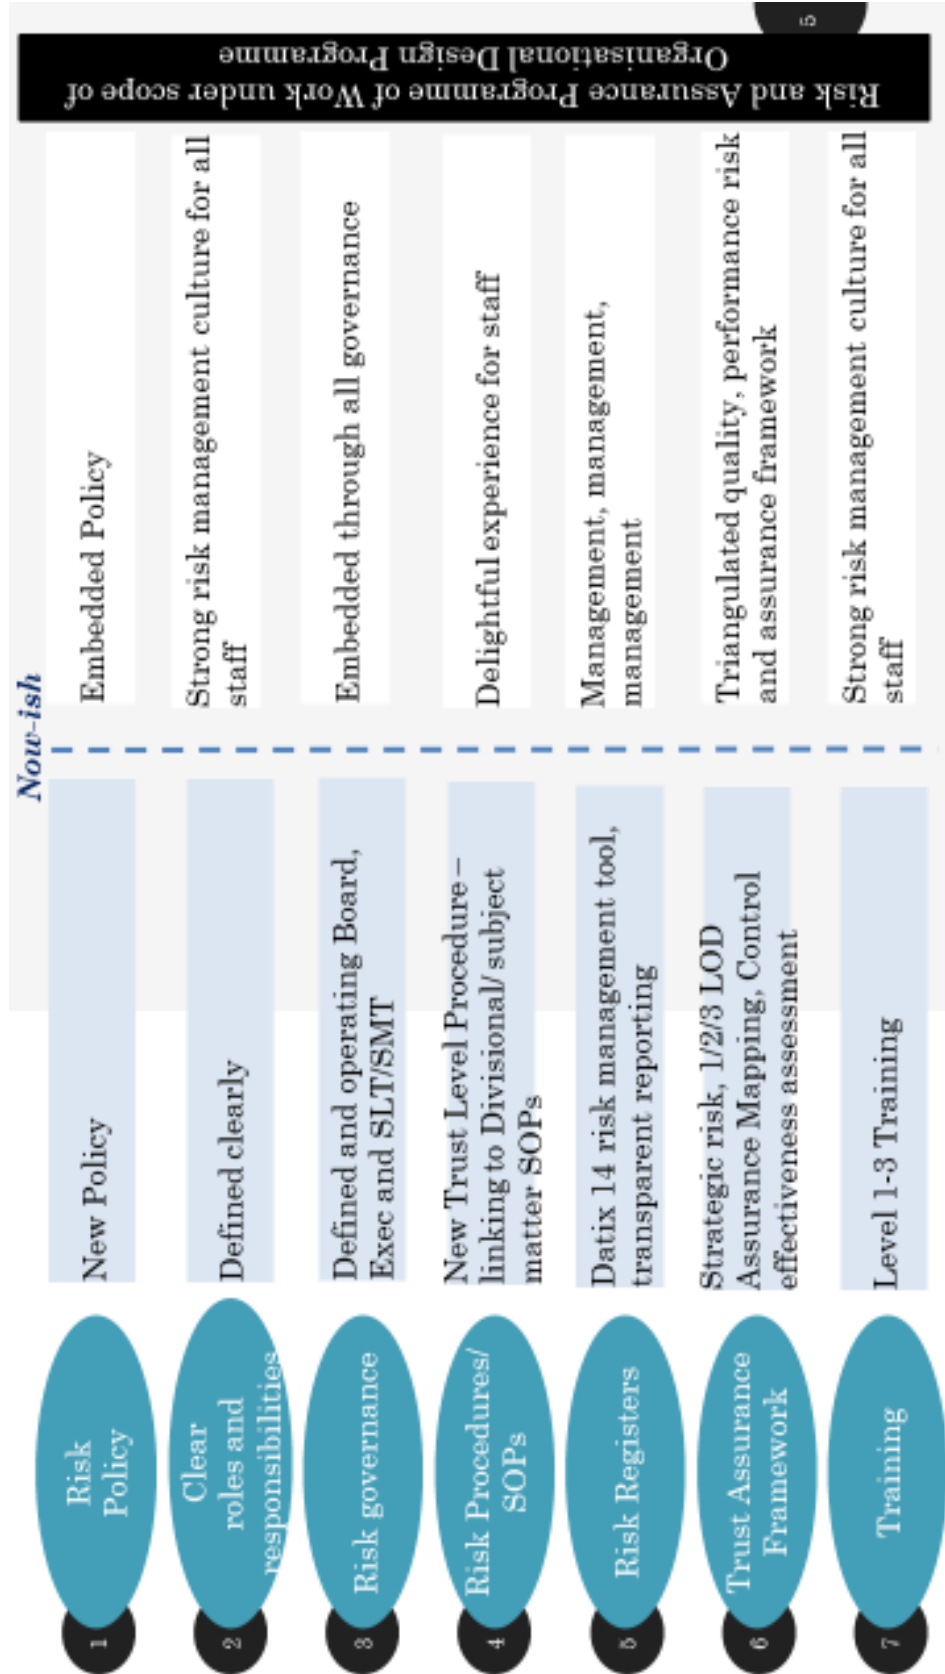 Now-ish
1
Risk
Policy
New Policy
Embedded Policy
2
Clear
roles and
responsibilities
Defined clearly
Strong risk management culture for all
staff
3
Risk governance
Defined and operating Board,
Exec and SLT/SMT
Embedded through all governance
4
Risk Procedures/
SOPs
New Trust Level Procedure–
linking to Divisional/ subject
matter SOPs
Delightful experience for staff
5
Risk Registers
Datix 14 risk management tool,
transparent reporting
Management, management,
management
6
Trust Assurance
Framework
Strategic risk, 1/2/3 LOD
Assurance Mapping, Control
effectiveness assessment
Triangulated quality, performance risk
and assurance framework
7
Training
Level 1-3 Training
Strong risk management culture for all
staff
Risk and Assurance Programme of Work under scope of
Organisational Design Programme
5